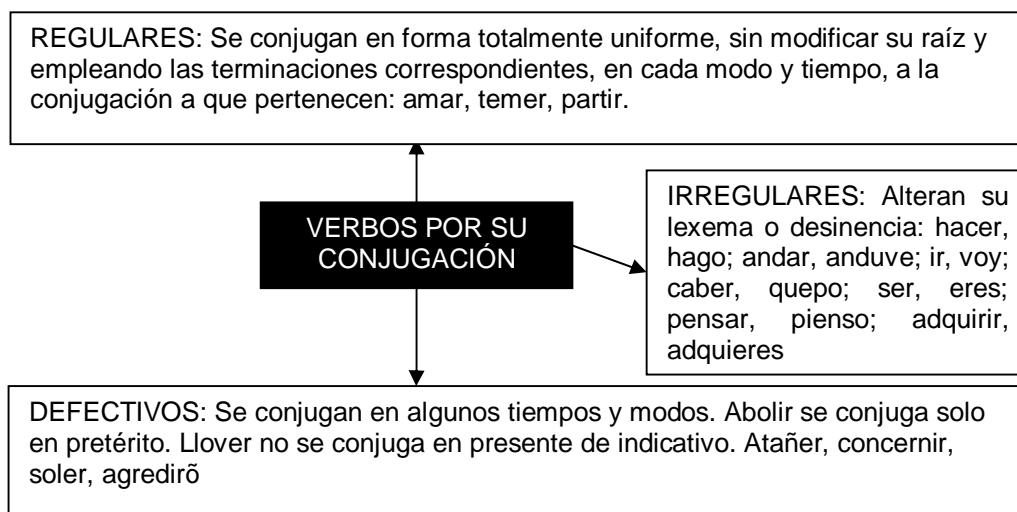 REGULARES: Se conjugan en forma totalmente uniforme, sin modificar su raíz y
empleando las terminaciones correspondientes, en cada modo y tiempo, a la
conjugación a que pertenecen: amar, temer, partir.
VERBOS POR SU
CONJUGACIÓN
IRREGULARES: Alteran su
lexema o desinencia: hacer,
hago; andar, anduve; ir, voy;
caber, quepo; ser, eres;
pensar, pienso; adquirir,
adquieres
DEFECTIVOS: Se conjugan en algunos tiempos y modos. Abolir se conjuga solo
en pretérito. Llover no se conjuga en presente de indicativo. Atañer, concernir,
soler, agredirõ